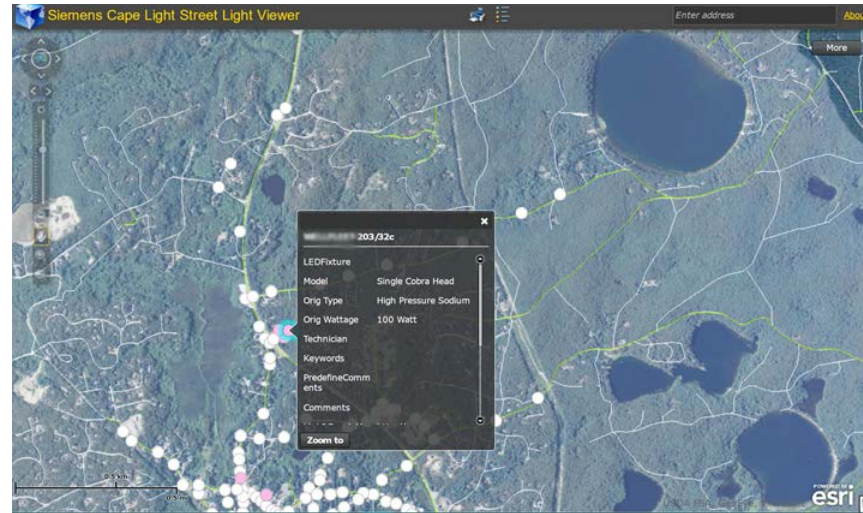 Siemens Cape Light Street Light Viewer
Enter address
Abou
More
203/32c
LEDFixture
Model Single Cobra Head
Orig Type High Pressure Sodium
Orig Wattage 100 Watt
Technician
Keywords
PredefineComm
ents
Comments
Zoom to
0.5 km
0.5 mi
POWERED BY
esri